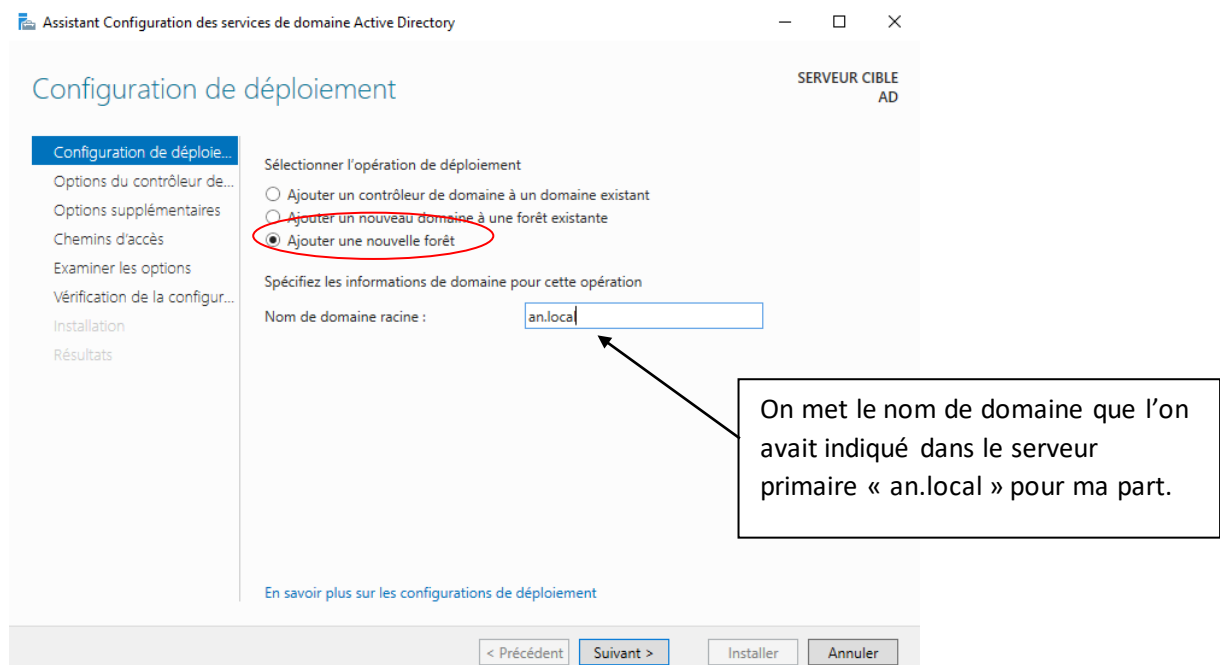 Assistant Configuration des services de domaine Active Directory
Configuration de déploiement
SERVEUR CIBLE
AD
Configuration de déploie...
Options du contrôleur de...
Options supplémentaires
Chemins d'accès
Examiner les options
Vérification de la configur...
Installation
Résultats
Sélectionner l'opération de déploiement
Ajouter un contrôleur de domaine à un domaine existant
Ajouter un nouveau domaine à une forêt existante
Ajouter une nouvelle forêt
Spécifiez les informations de domaine pour cette opération
Nom de domaine racine :
an.local
On met le nom de domaine que l'on
avait indiqué dans le serveur
primaire « an.local » pour ma part.
En savoir plus sur les configurations de déploiement
< Précédent
Suivant >
Installer
Annuler